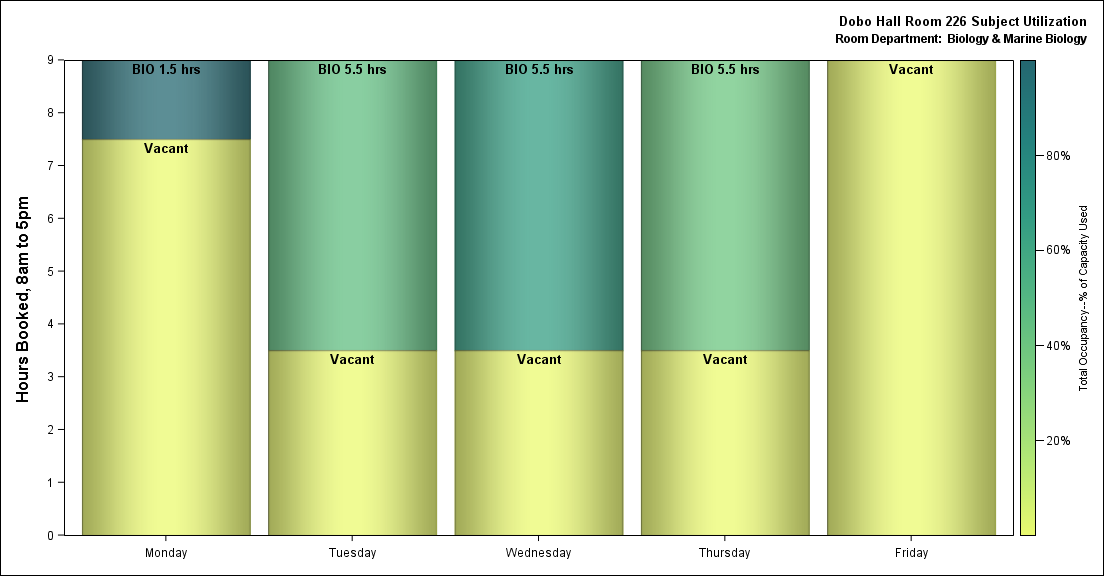 Dobo Hall Room 226 Subject Utilization
Room Department: Biology & Marine Biology
Hours Booked, 8am to 5pm
9
8
7
6
5
4
3
2
1
0
BIO 1.5 hrs
Vacant
BIO 5.5 hrs
Vacant
BIO 5.5 hrs
Vacant
BIO 5.5 hrs
Vacant
Vacant
Monday
Tuesday
Wednesday
Thursday
Friday
80%
60%
40%
20%
Total Occupancy--% of Capacity Used